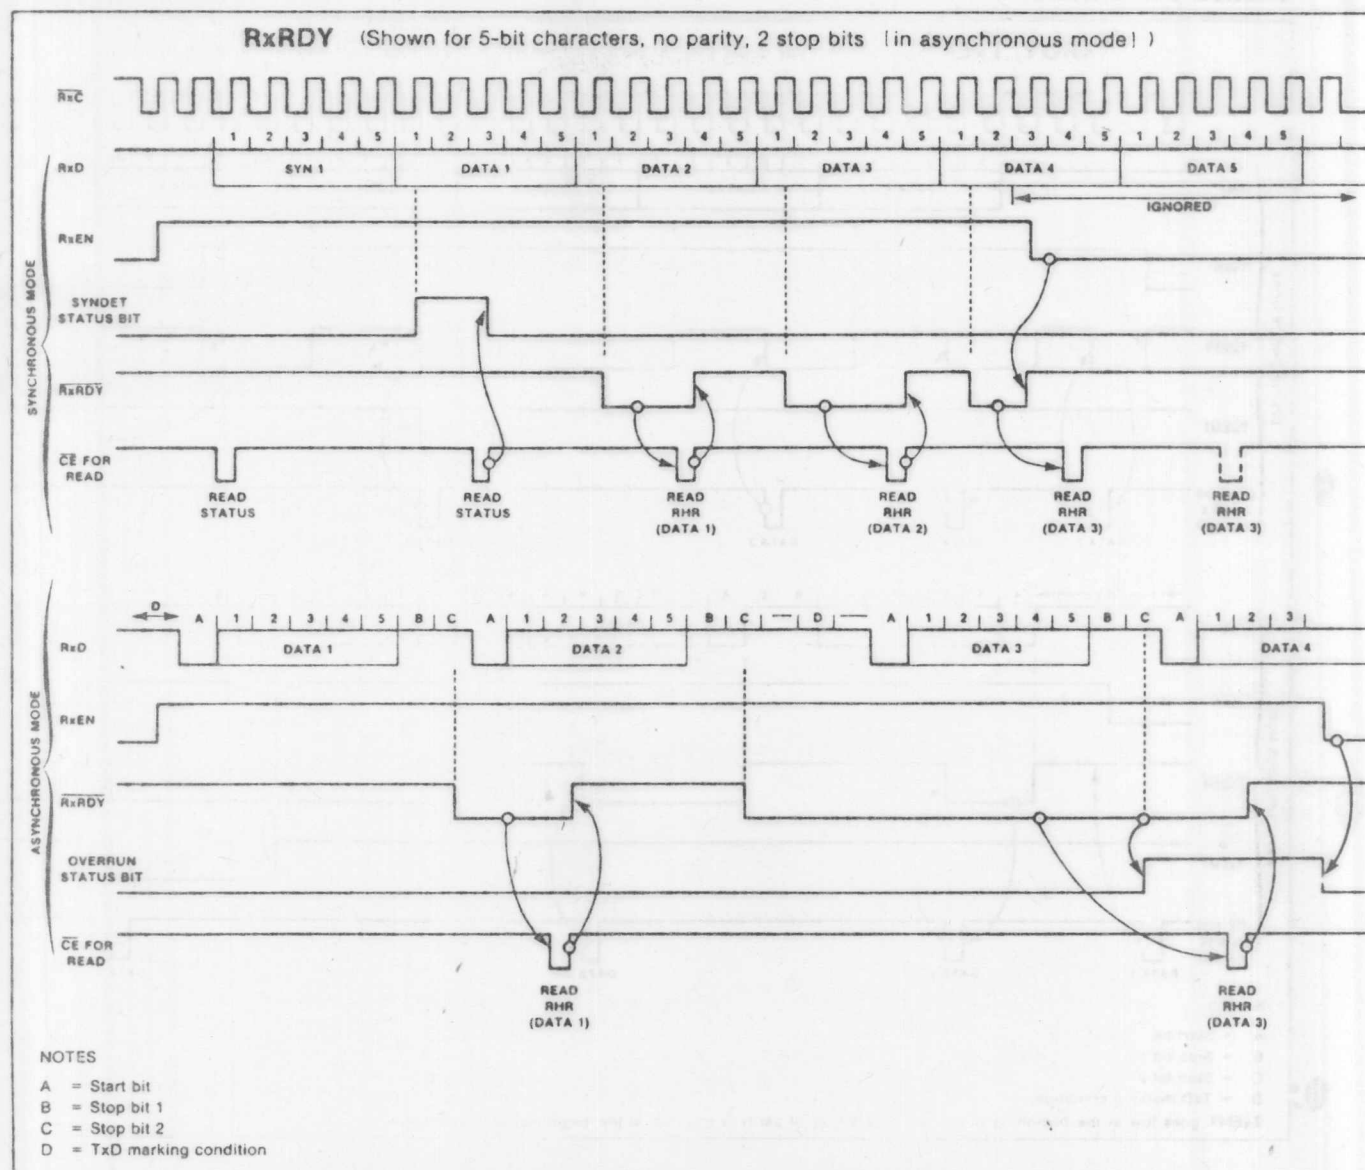 RxRDY (Shown for 5-bit characters, no parity, 2 stop bits [in asynchronous mode] )
RxC
1 2 3 4 5 1 2 3 4 5 1 2 3 4 5 1 2 3 4 5 1 2 3 4 5 1 2 3 4 5
RxD SYN 1 DATA 1 DATA 2 DATA 3 DATA 4 DATA 5
IGNORED
RxEN
SYNCHRONOUS MODE
SYNDET
STATUS BIT
RxRDY
CE FOR
READ
READ
STATUS
READ
STATUS
READ
RHR
(DATA 1)
READ
RHR
(DATA 2)
READ
RHR
(DATA 3)
READ
RHR
(DATA 3)
D A 1 2 3 4 5 B C A 1 2 3 4 5 B C D A 1 2 3 4 5 B C A 1 2 3
RxD DATA 1 DATA 2 DATA 3 DATA 4
RxEN
ASYNCHRONOUS MODE
RxRDY
OVERRUN
STATUS BIT
CE FOR
READ
READ
RHR
(DATA 1)
READ
RHR
(DATA 3)
NOTES
A = Start bit
B = Stop bit 1
C = Stop bit 2
D = TxD marking condition